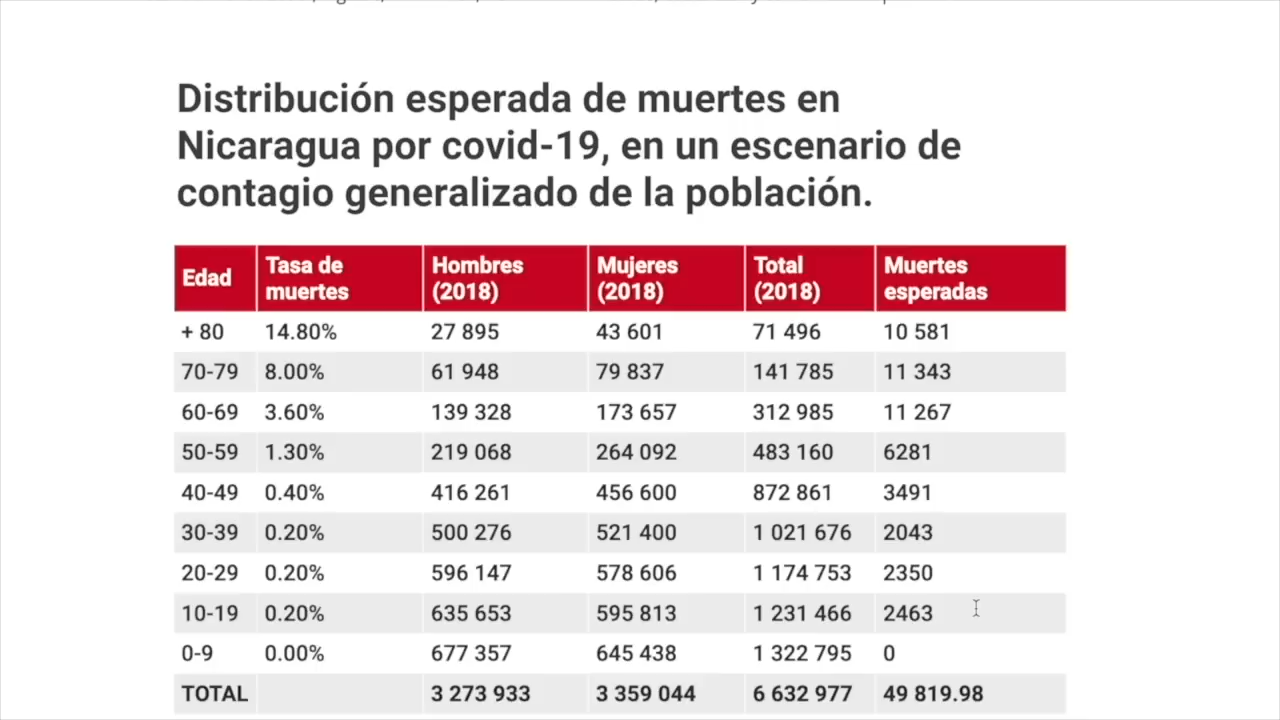 Distribución esperada de muertes en
Nicaragua por covid-19, en un escenario de
contagio generalizado de la población.
Edad Tasa de muertes Hombres (2018) Mujeres (2018) Total (2018) Muertes esperadas
+ 80 14.80% 27 895 43 601 71 496 10 581
70-79 8.00% 61 948 79 837 141 785 11 343
60-69 3.60% 139 328 173 657 312 985 11 267
50-59 1.30% 219 068 264 092 483 160 6281
40-49 0.40% 416 261 456 600 872 861 3491
30-39 0.20% 500 276 521 400 1 021 676 2043
20-29 0.20% 596 147 578 606 1 174 753 2350
10-19 0.20% 635 653 595 813 1 231 466 2463
0-9 0.00% 677 357 645 438 1 322 795 0
TOTAL 3 273 933 3 359 044 6 632 977 49 819.98